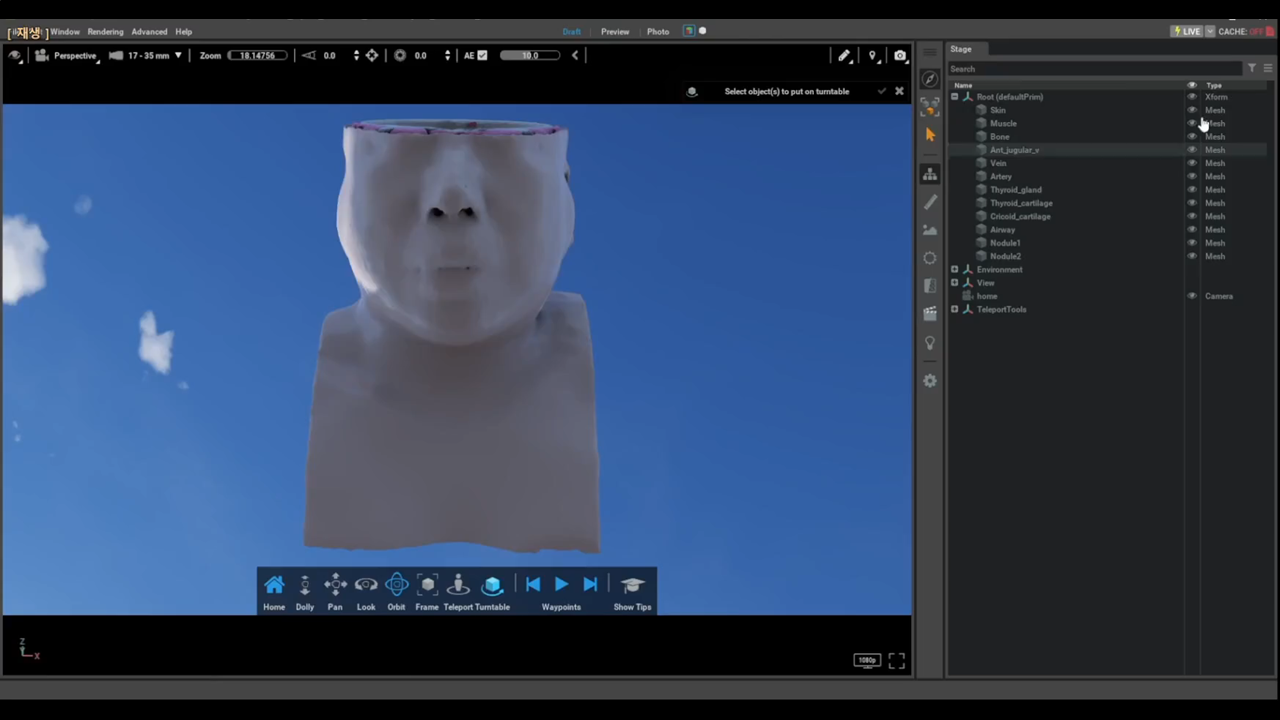 [재생]
Window Rendering Advanced Help
Draft Preview Photo
LIVE CACHE: OFF
Perspective 17 - 35 mm Zoom 18.14756 0.0 0.0 AE 10.0
Select object(s) to put on turntable
Stage
Search
Name Type
Root (defaultPrim) Xform
Skin Mesh
Muscle Mesh
Bone Mesh
Ant_jugular_v Mesh
Vein Mesh
Artery Mesh
Thyroid_gland Mesh
Thyroid_cartilage Mesh
Cricoid_cartilage Mesh
Airway Mesh
Nodule1 Mesh
Nodule2 Mesh
Environment
View
home Camera
TeleportTools
Home Dolly Pan Look Orbit Frame Teleport Turntable Waypoints Show Tips
Z
X
1080p